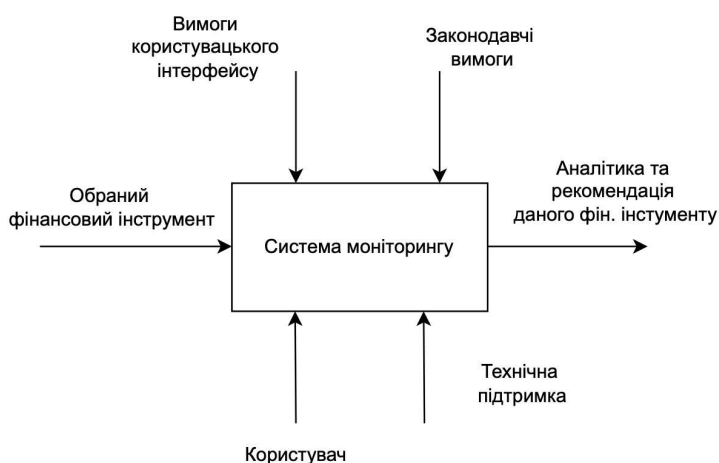 Вимоги
користувацького
інтерфейсу
Законодавчі
вимоги
Обраний
фінансовий інструмент
Система моніторингу
Аналітика та
рекомендація
даного фін. інстументу
Технічна
підтримка
Користувач